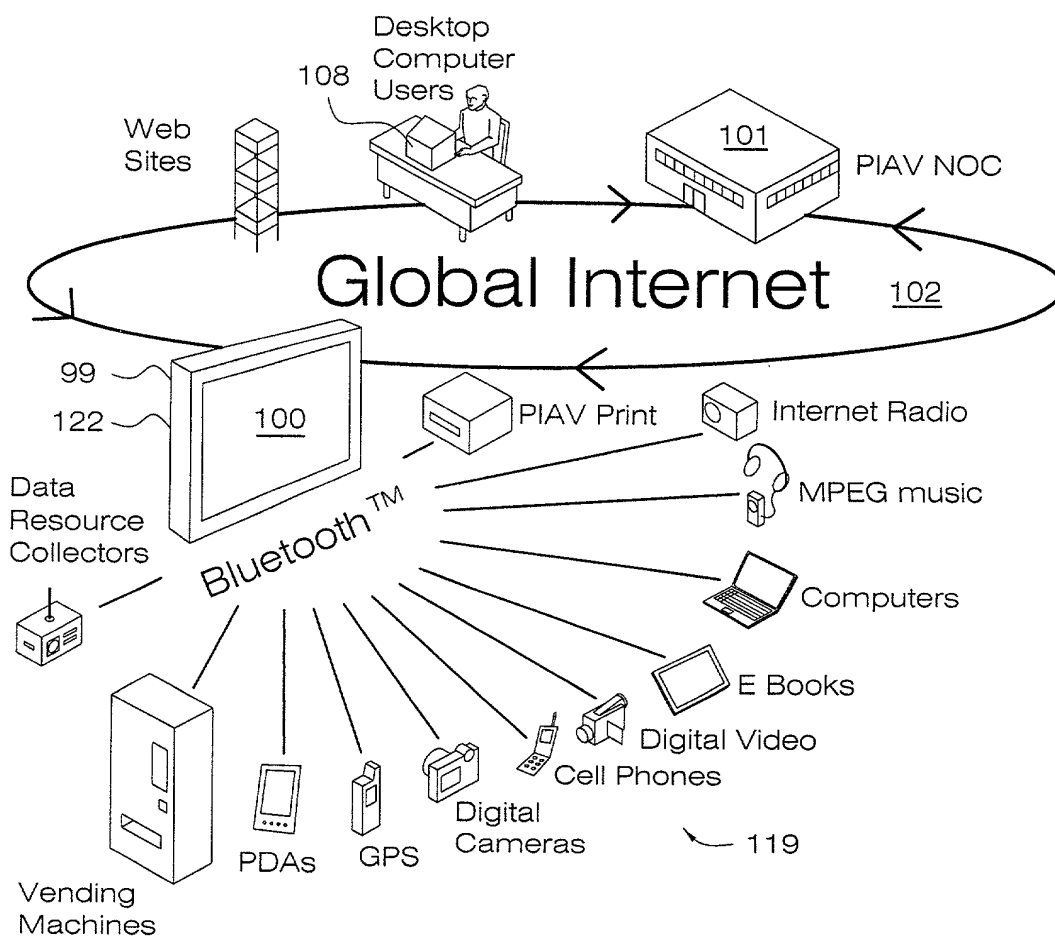 Desktop
Computer
Users
108
Web
Sites
101
PIAV NOC
Global Internet
102
99
122
100
PIAV Print
Internet Radio
MPEG music
Data
Resource
Collectors
Bluetooth™
Computers
E Books
Digital Video
Cell Phones
Digital
Cameras
119
GPS
PDAs
Vending
Machines